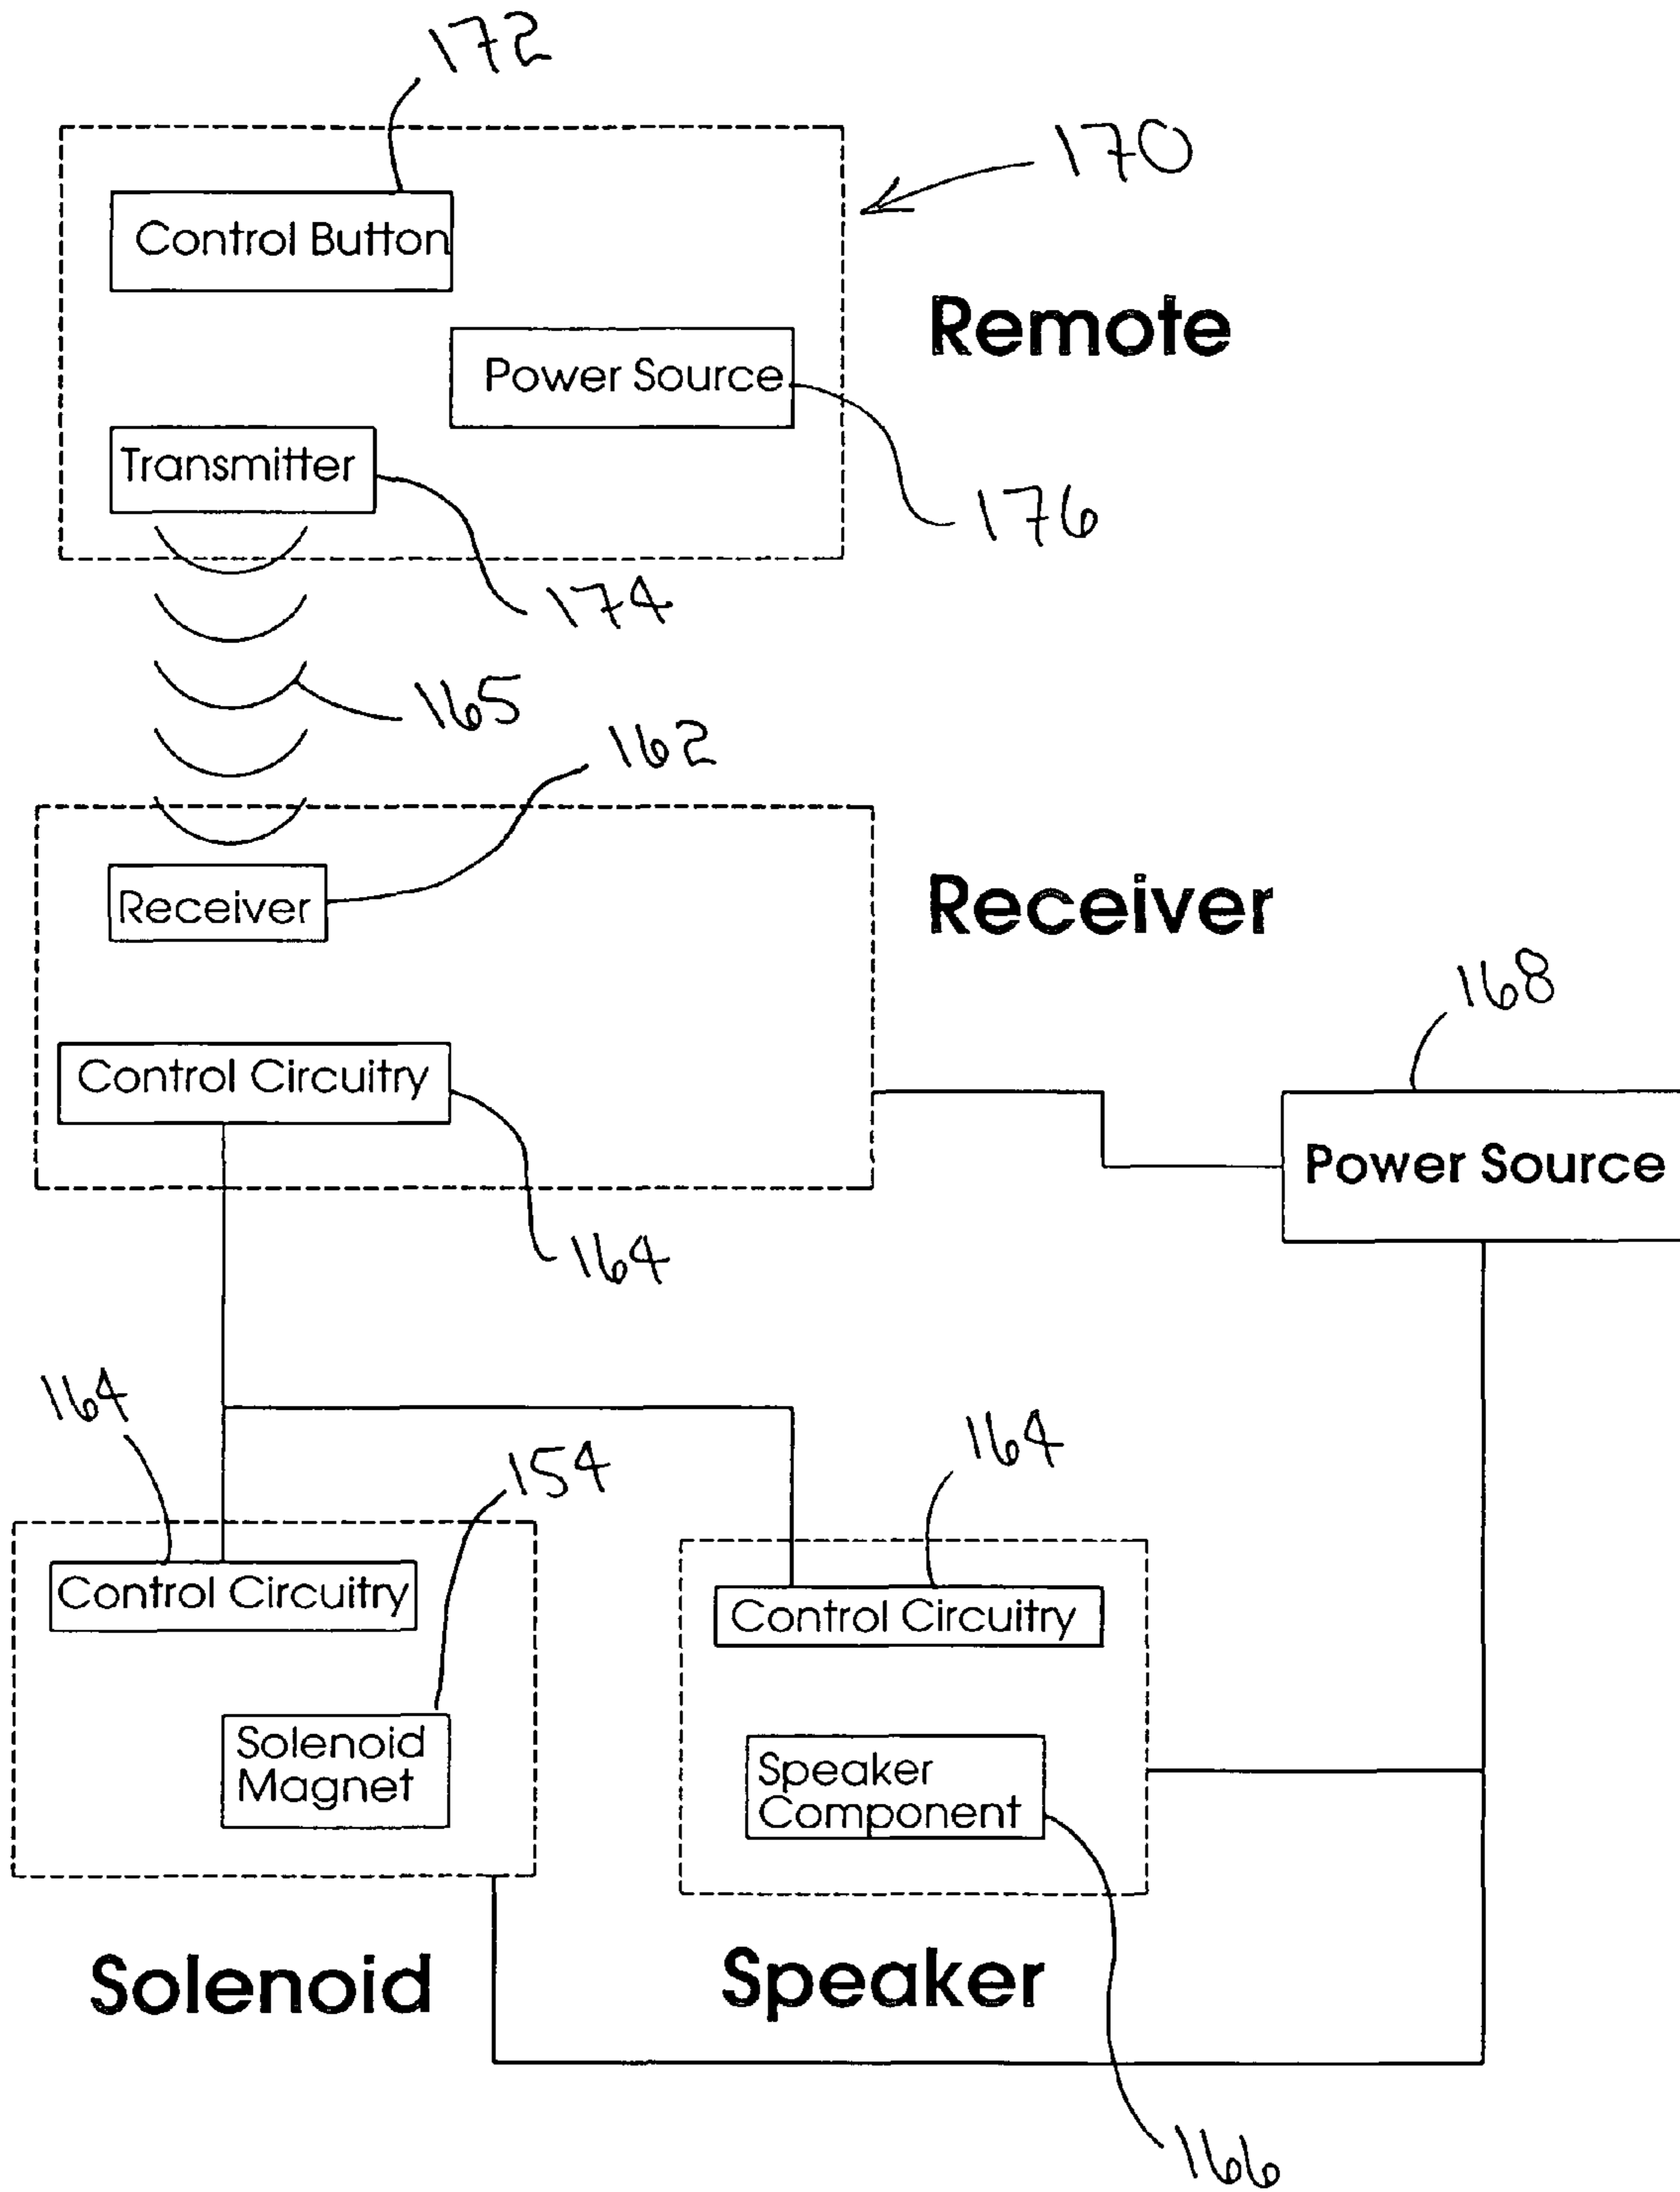 172
170
Control Button
Remote
Power Source
Transmitter
176
174
165
162
Receiver
Receiver
168
Control Circuitry
Power Source
164
164
154
164
Control Circuitry
Control Circuitry
Solenoid
Magnet
Speaker
Component
Solenoid
Speaker
166